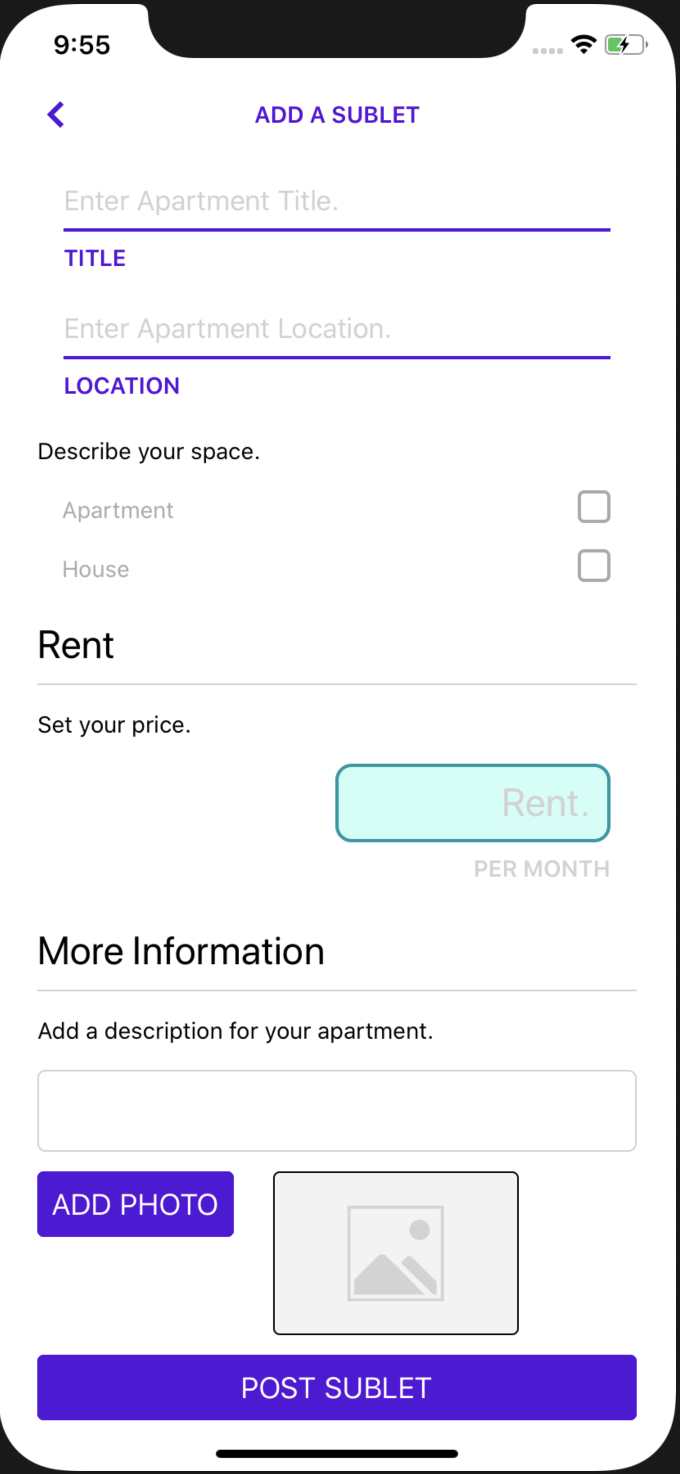 9:55
ADD A SUBLET
Enter Apartment Title.
TITLE
Enter Apartment Location.
LOCATION
Describe your space.
Apartment
House
Rent
Set your price.
Rent.
PER MONTH
More Information
Add a description for your apartment.
ADD PHOTO
POST SUBLET